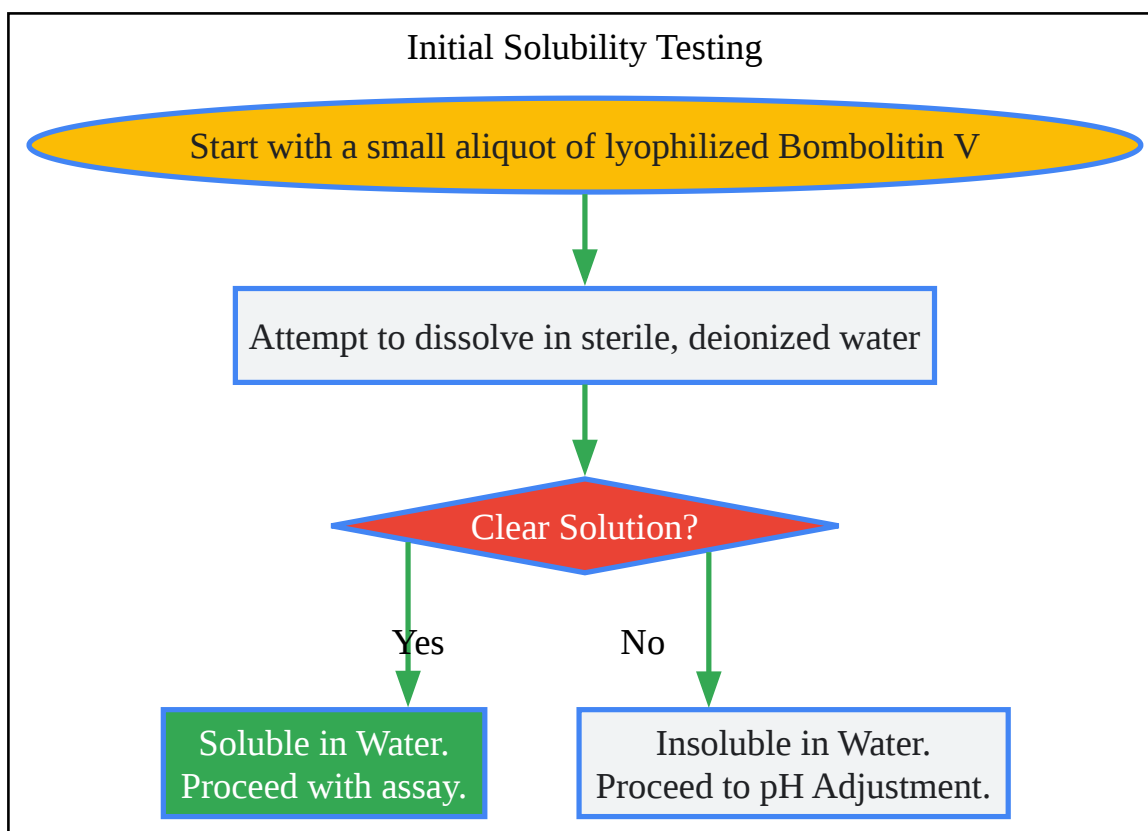 Initial Solubility Testing
Start with a small aliquot of lyophilized Bombolitin V
Attempt to dissolve in sterile, deionized water
Clear Solution?
Yes
No
Soluble in Water.
Proceed with assay.
Insoluble in Water.
Proceed to pH Adjustment.